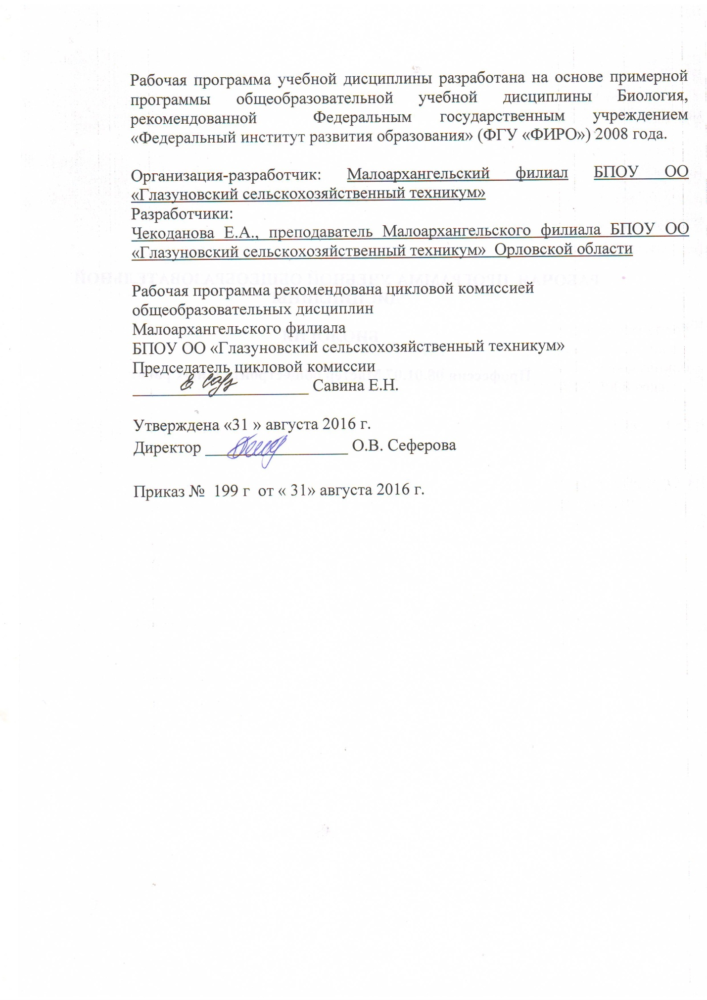 Рабочая программа учебной дисциплины разработана на основе примерной
программы общеобразовательной учебной дисциплины Биология,
рекомендованной Федеральным государственным учреждением
«Федеральный институт развития образования» (ФГУ «ФИРО») 2008 года.
Организация-разработчик: Малоархангельский филиал БПОУ ОО
«Глазуновский сельскохозяйственный техникум»
Разработчики:
Чекоданова Е.А., преподаватель Малоархангельского филиала БПОУ ОО
«Глазуновский сельскохозяйственный техникум» Орловской области
Рабочая программа рекомендована цикловой комиссией
общеобразовательных дисциплин
Малоархангельского филиала
БПОУ ОО «Глазуновский сельскохозяйственный техникум»
Председатель цикловой комиссии
______________________ Савина Е.Н.
Утверждена «31 » августа 2016 г.
Директор __________________ О.В. Сеферова
Приказ № 199 г от « 31» августа 2016 г.